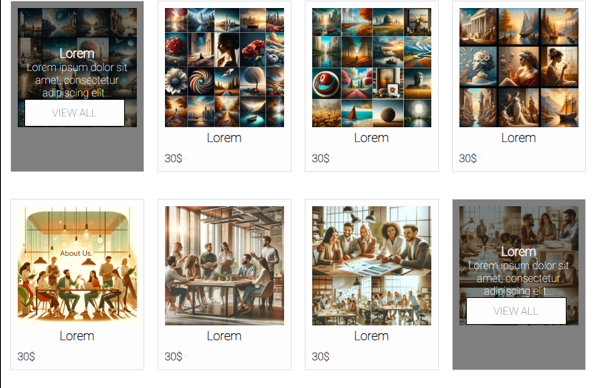 Lorem
Lorem ipsum dolor sit
amet, consectetur
adipiscing elit...
VIEW ALL
Lorem
30$
Lorem
30$
Lorem
30$
About Us.
Lorem
30$
Lorem
30$
Lorem
30$
Lorem
Lorem ipsum dolor sit
amet, consectetur
adipiscing elit...
VIEW ALL